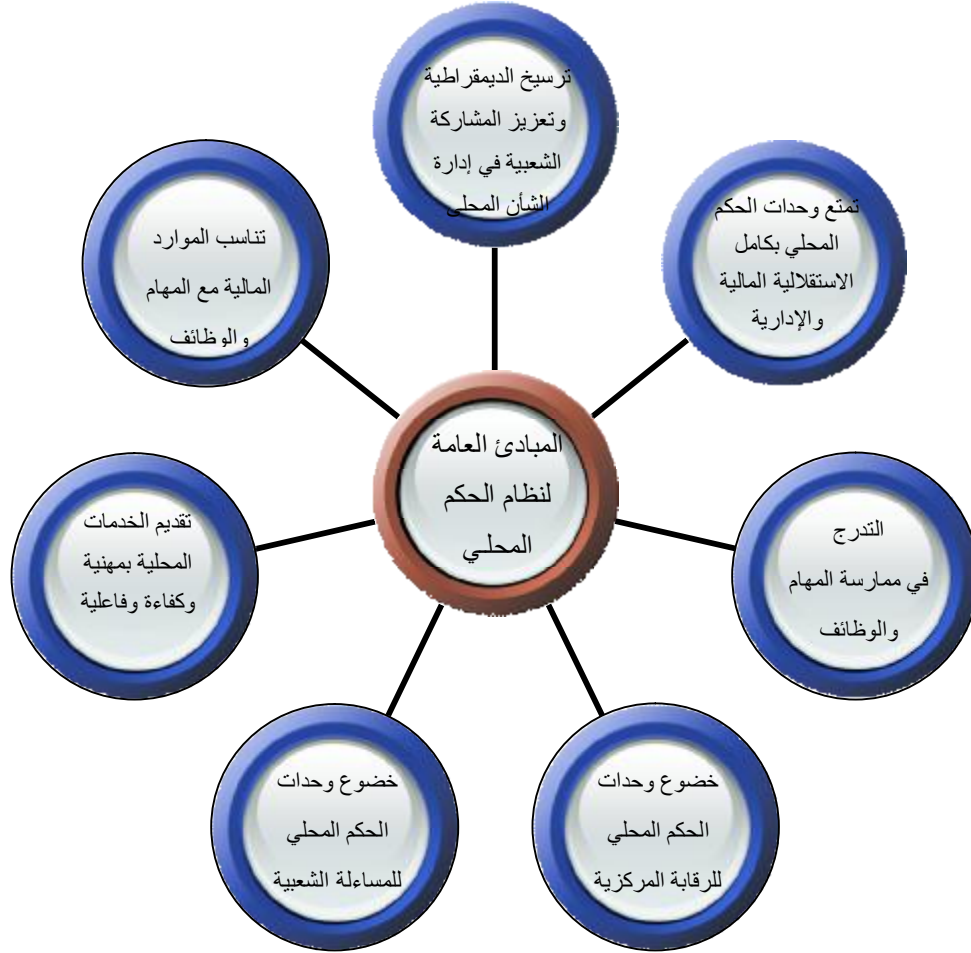 المبادئ العامة
لنظام الحكم
المحلـي
ترسيخ الديمقراطية
وتعزيز المشاركة
الشعبية في إدارة
الشأن المحلي
تمتع وحدات الحكم
المحلي بكامل
الاستقلالية المالية
والإدارية
التدرج
في ممارسة المهام
والوظائف
خضوع وحدات
الحكم المحلي
للرقابة المركزية
خضوع وحدات
الحكم المحلي
للمساءلة الشعبية
تقديم الخدمات
المحلية بمهنية
وكفاءة وفاعلية
تناسب الموارد
المالية مع المهام
والوظائف